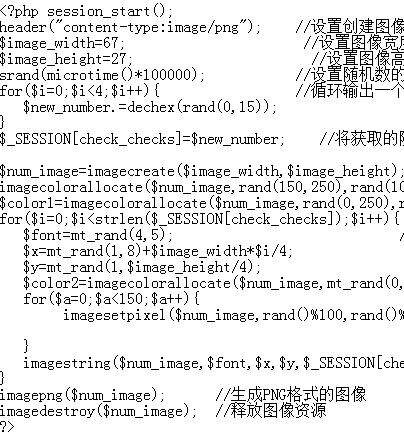 <?php session_start();
header("content-type:image/png");    //设置创建图像
$image_width=67;                      //设置图像宽度
$image_height=27;                      //设置图像高
srand(microtime()*100000);         //设置随机数的
for($i=0;$i<4;$i++){                 //循环输出一个
    $new_number.=dechex(rand(0,15));
}
$_SESSION[check_checks]=$new_number;    //将获取的随
$num_image=imagecreate($image_width,$image_height);
imagecolorallocate($num_image,rand(150,250),rand(10
$color1=imagecolorallocate($num_image,rand(0,250),r
for($i=0;$i<strlen($_SESSION[check_checks]);$i++){
    $font=mt_rand(4,5);                              /
    $x=mt_rand(1,8)+$image_width*$i/4;
    $y=mt_rand(1,$image_height/4);
    $color2=imagecolorallocate($num_image,mt_rand(0,
    for($a=0;$a<150;$a++){
        imagesetpixel($num_image,rand()%100,rand()%
    }
    imagestring($num_image,$font,$x,$y,$_SESSION[che
}
imagepng($num_image);      //生成PNG格式的图像
imagedestroy($num_image);  //释放图像资源
?>